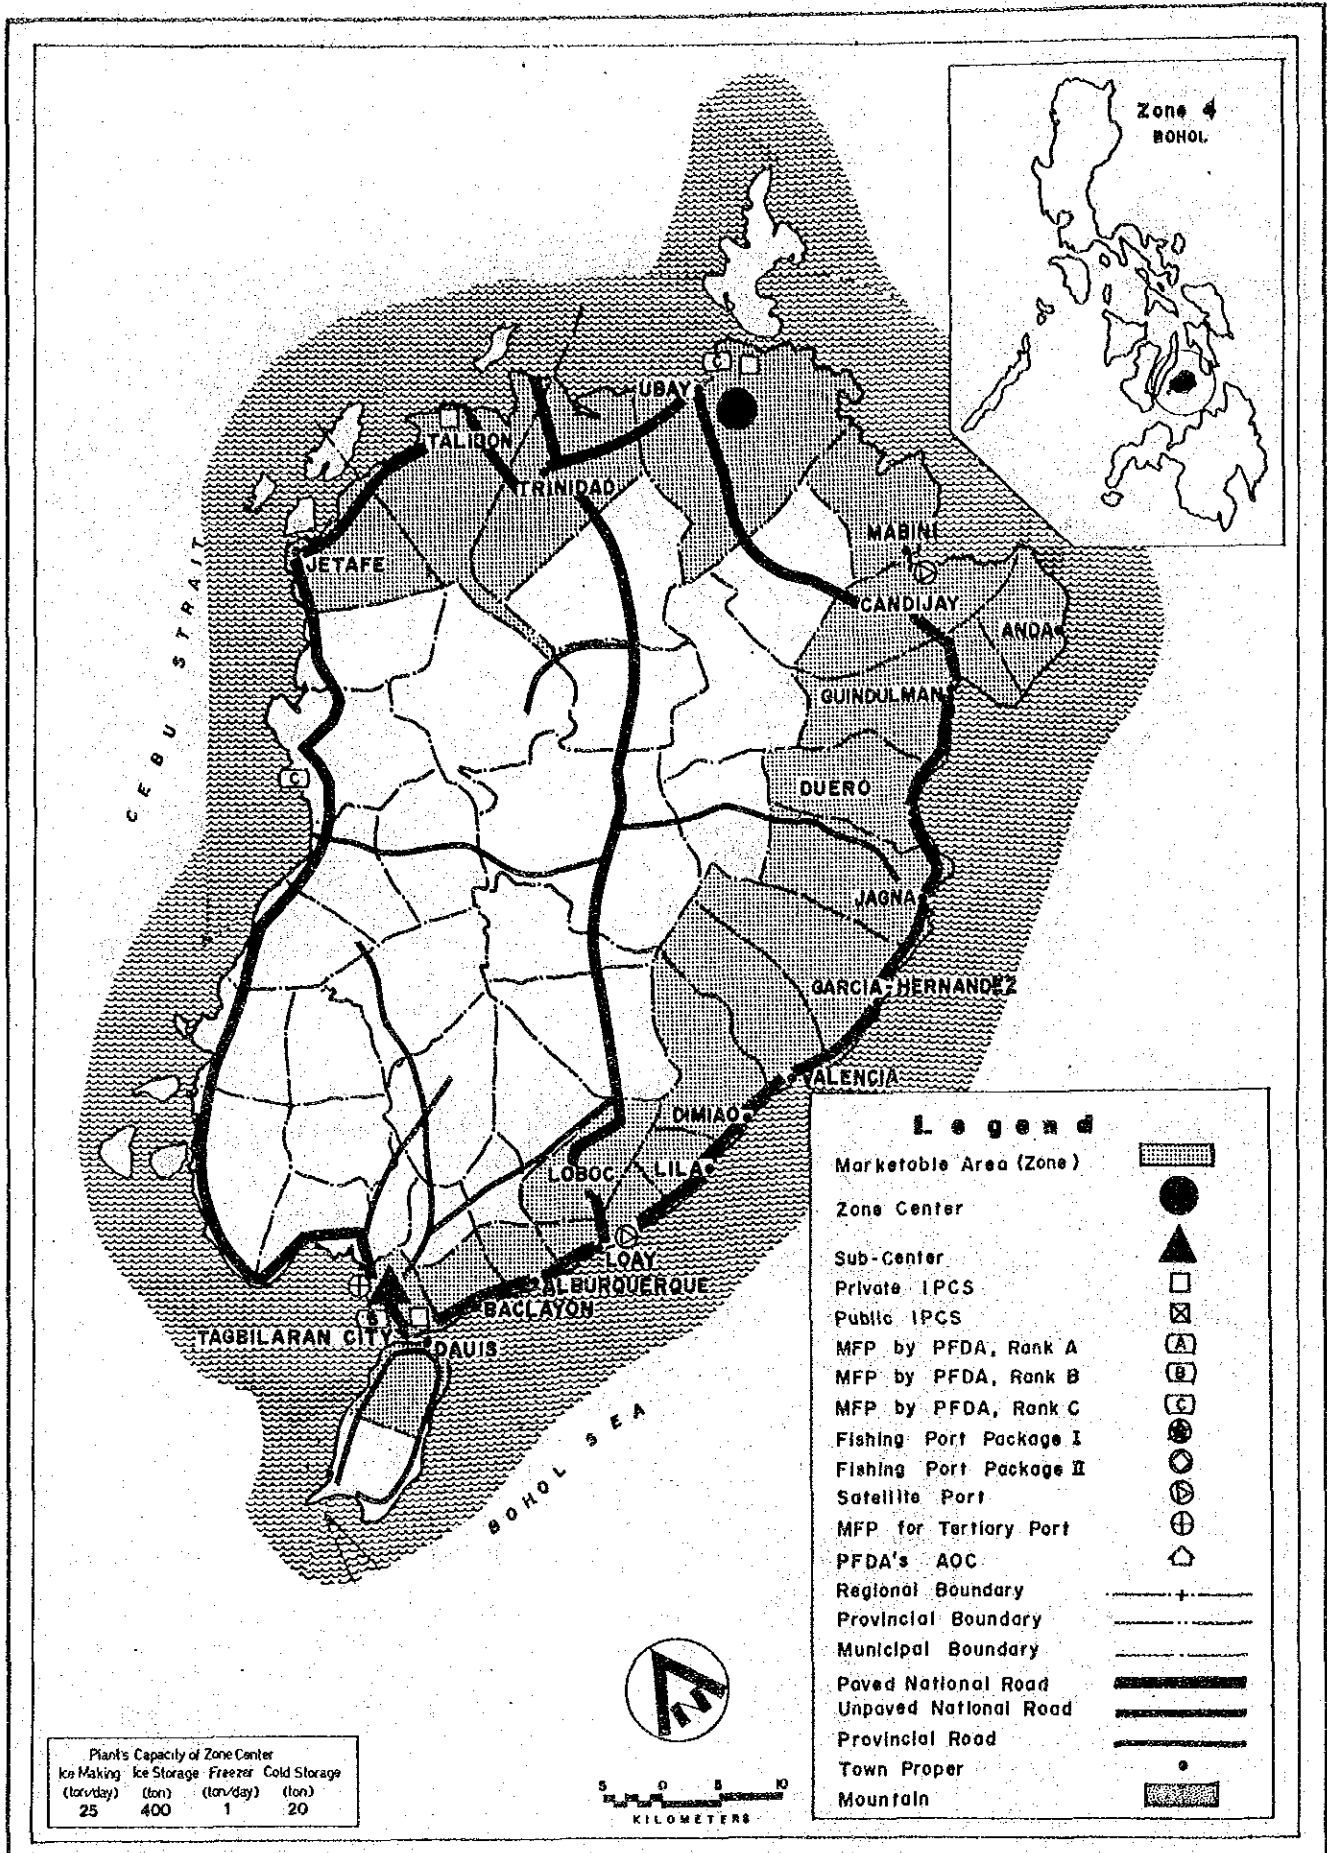 Zone 4
BOHOL
UBAY
TALIBON
TRINIDAD
MABINI
JETAFE
CANDIJAY
ANDA
GUINDULMAN
CEBU STRAIT
C
C
DUERO
JAGNA
GARCIA-HERNANDEZ
VALENCIA
DIMIAO
LILA
LOBOC
LOAY
ALBURQUERQUE
BACLAYON
TAGBILARAN CITY
DAUIS
BOHOL SEA
Legend
Marketable Area (Zone)
Zone Center
Sub-Center
Private IPCS
Public IPCS
MFP by PFDA, Rank A
A
MFP by PFDA, Rank B
B
MFP by PFDA, Rank C
C
Fishing Port Package I
Fishing Port Package II
Satellite Port
MFP for Tertiary Port
PFDA's AOC
Regional Boundary
Provincial Boundary
Municipal Boundary
Paved National Road
Unpaved National Road
Provincial Road
Town Proper
Mountain
N
Plant's Capacity of Zone Center
Ice Making Ice Storage Freezer Cold Storage
(ton/day) (ton) (ton/day) (ton)
25 400 1 20
5 0 5 10
KILOMETERS